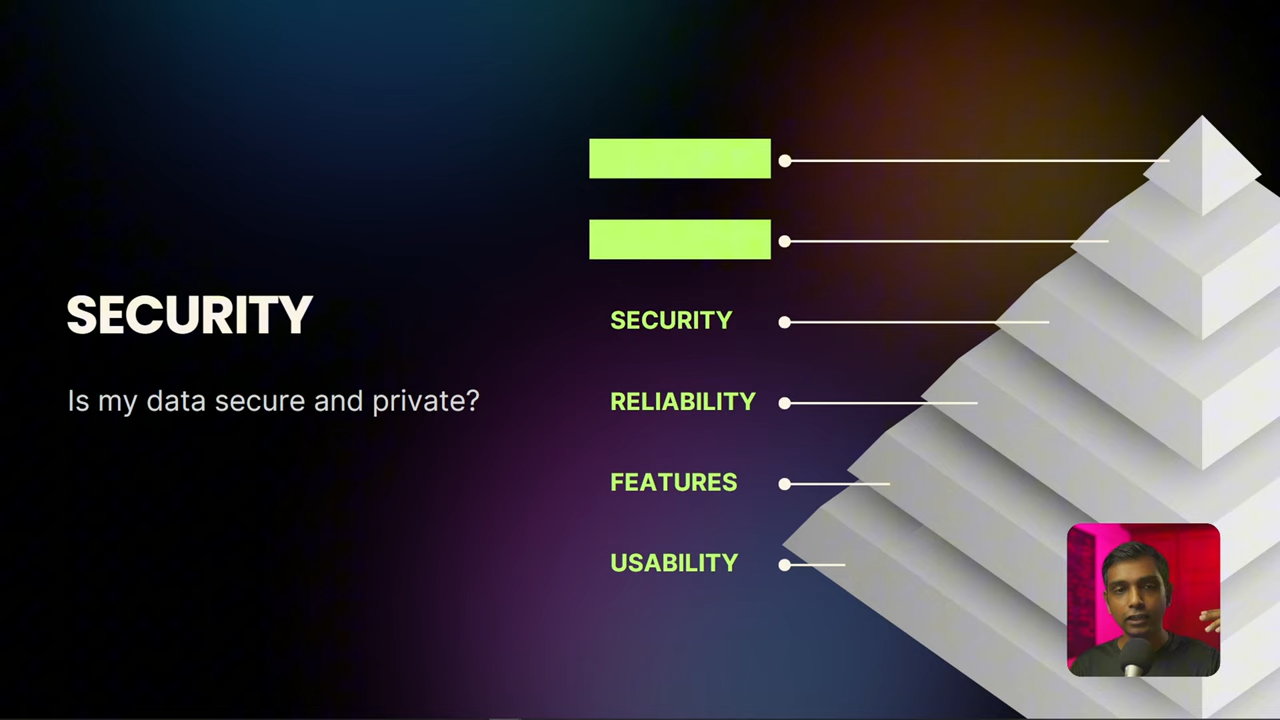 SECURITY
Is my data secure and private?
SECURITY
RELIABILITY
FEATURES
USABILITY